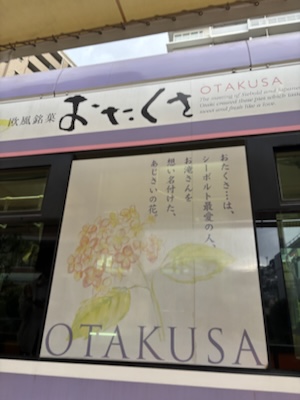 欧風銘菓
おたくさ
OTAKUSA
おたくさ…は、
シーボルト最愛の人、
お滝さんを
想い名付けた、
あじさいの花。
OTAKUSA